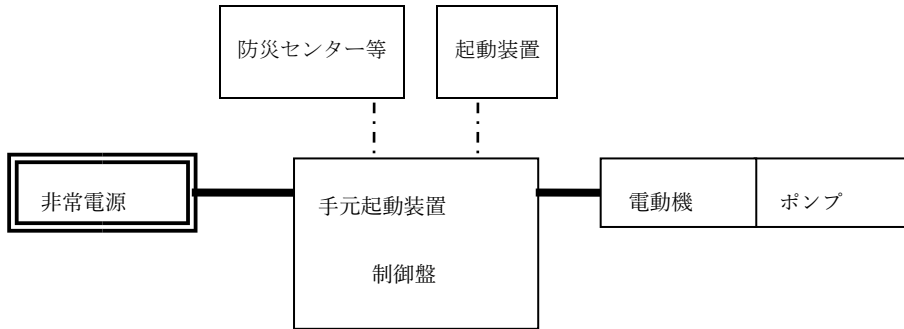 防災センター等
起動装置
非常電源
手元起動装置
電動機
ポンプ
制御盤